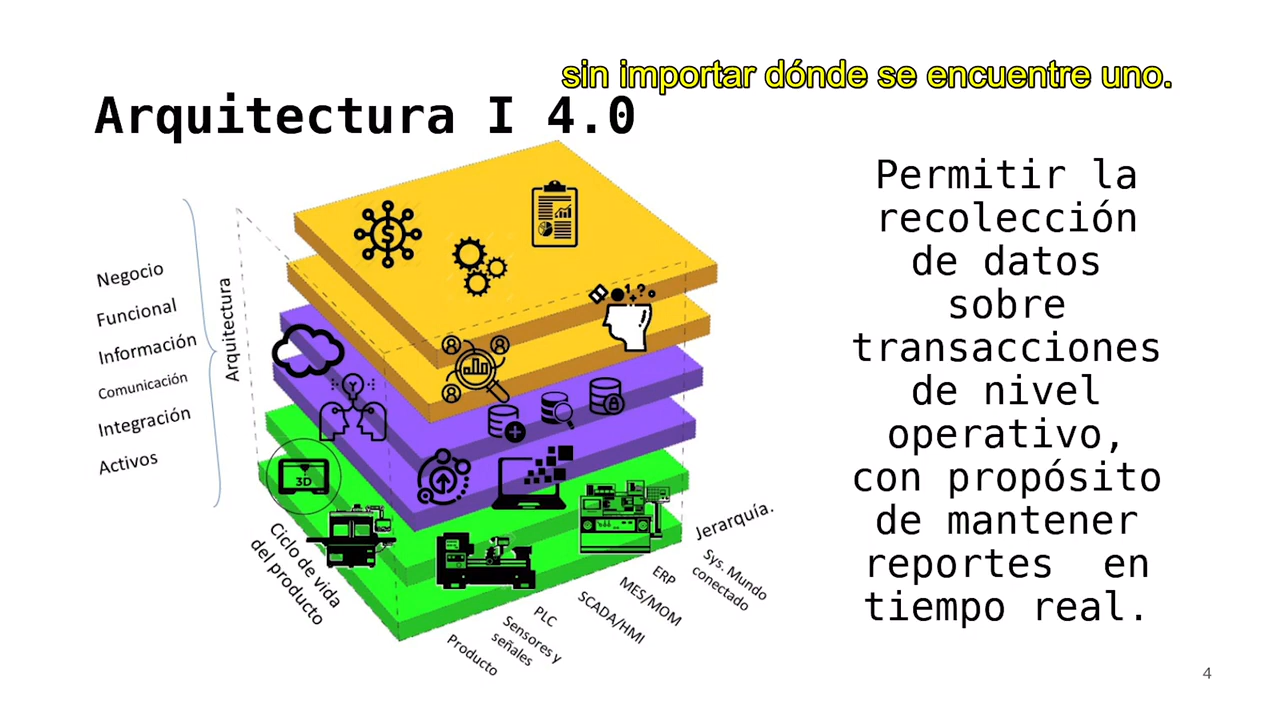 sin importar dónde se encuentre uno.
Arquitectura I 4.0
Negocio
Funcional
Información
Comunicación
Integración
Activos
Arquitectura
3D
Ciclo de vida
del producto
Producto
Sensores y
señales
PLC
SCADA/HMI
MES/MOM
ERP
Sys. Mundo
conectado
Jerarquía.
Permitir la
recolección
de datos
sobre
transacciones
de nivel
operativo,
con propósito
de mantener
reportes  en
tiempo real.
4